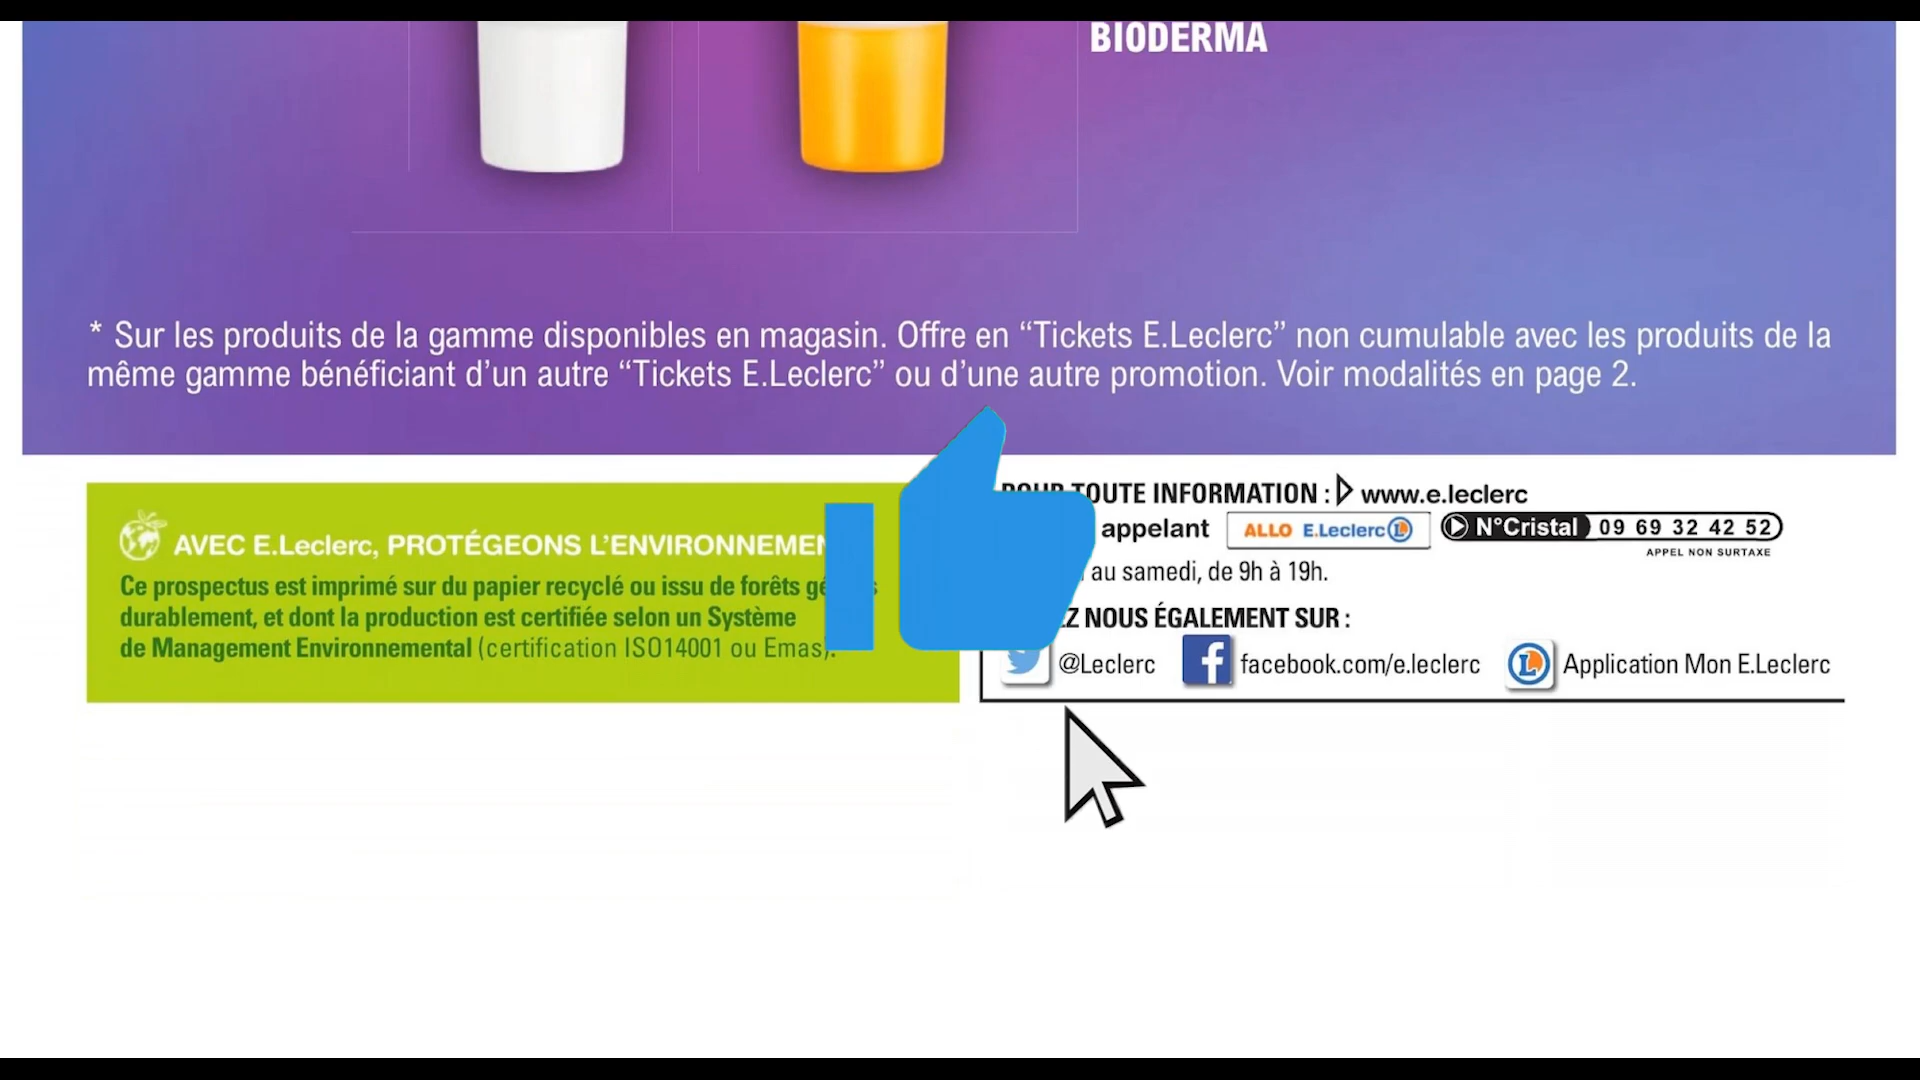 BIODERMA
* Sur les produits de la gamme disponibles en magasin. Offre en “Tickets E.Leclerc” non cumulable avec les produits de la
même gamme bénéficiant d’un autre “Tickets E.Leclerc” ou d’une autre promotion. Voir modalités en page 2.
AVEC E.Leclerc, PROTÉGEONS L’ENVIRONNEMEN
Ce prospectus est imprimé sur du papier recyclé ou issu de forêts
durablement, et dont la production est certifiée selon un Système
de Management Environnemental (certification ISO14001 ou Emas).
POUR TOUTE INFORMATION : www.e.leclerc
appelant ALLO E.Leclerc N°Cristal 09 69 32 42 52
APPEL NON SURTAXE
au samedi, de 9h à 19h.
EZ NOUS ÉGALEMENT SUR :
@Leclerc facebook.com/e.leclerc Application Mon E.Leclerc